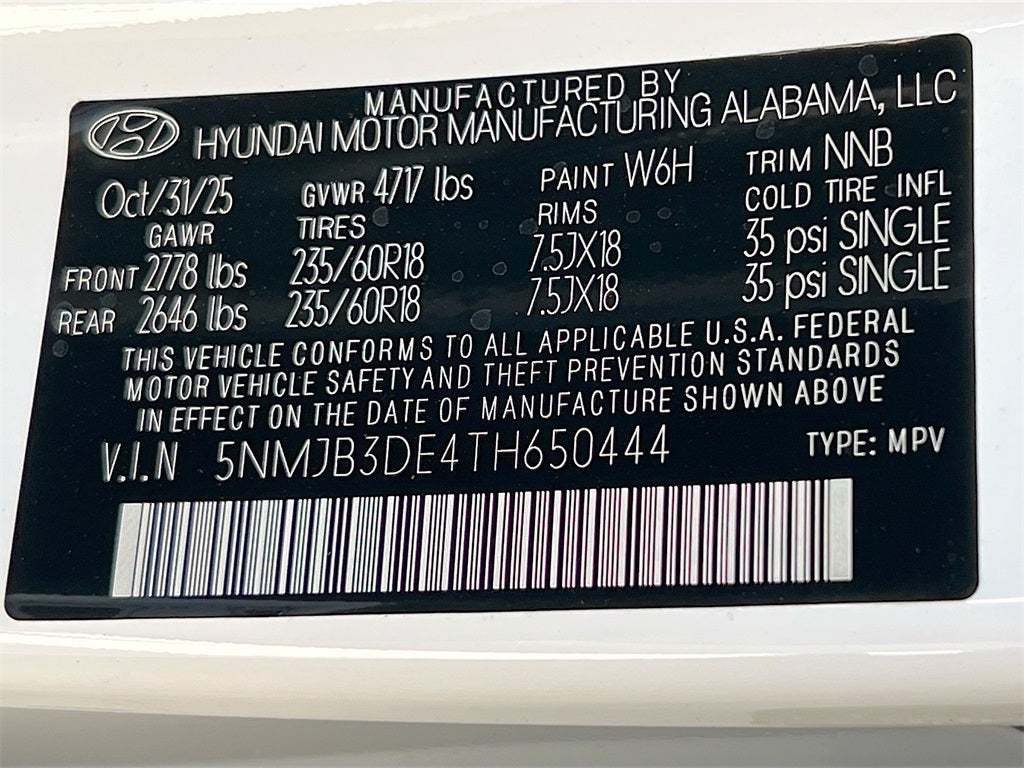 MANUFACTURED BY
HYUNDAI MOTOR MANUFACTURING ALABAMA, LLC
Oct/31/25 GVWR 4717 lbs PAINT W6H TRIM NNB
GAWR TIRES RIMS COLD TIRE INFL
FRONT 2778 lbs 235/60R18 7.5JX18 35 psi SINGLE
REAR 2646 lbs 235/60R18 7.5JX18 35 psi SINGLE
THIS VEHICLE CONFORMS TO ALL APPLICABLE U.S.A. FEDERAL
MOTOR VEHICLE SAFETY AND THEFT PREVENTION STANDARDS
IN EFFECT ON THE DATE OF MANUFACTURE SHOWN ABOVE
V.I.N 5NMJB3DE4TH650444 TYPE: MPV